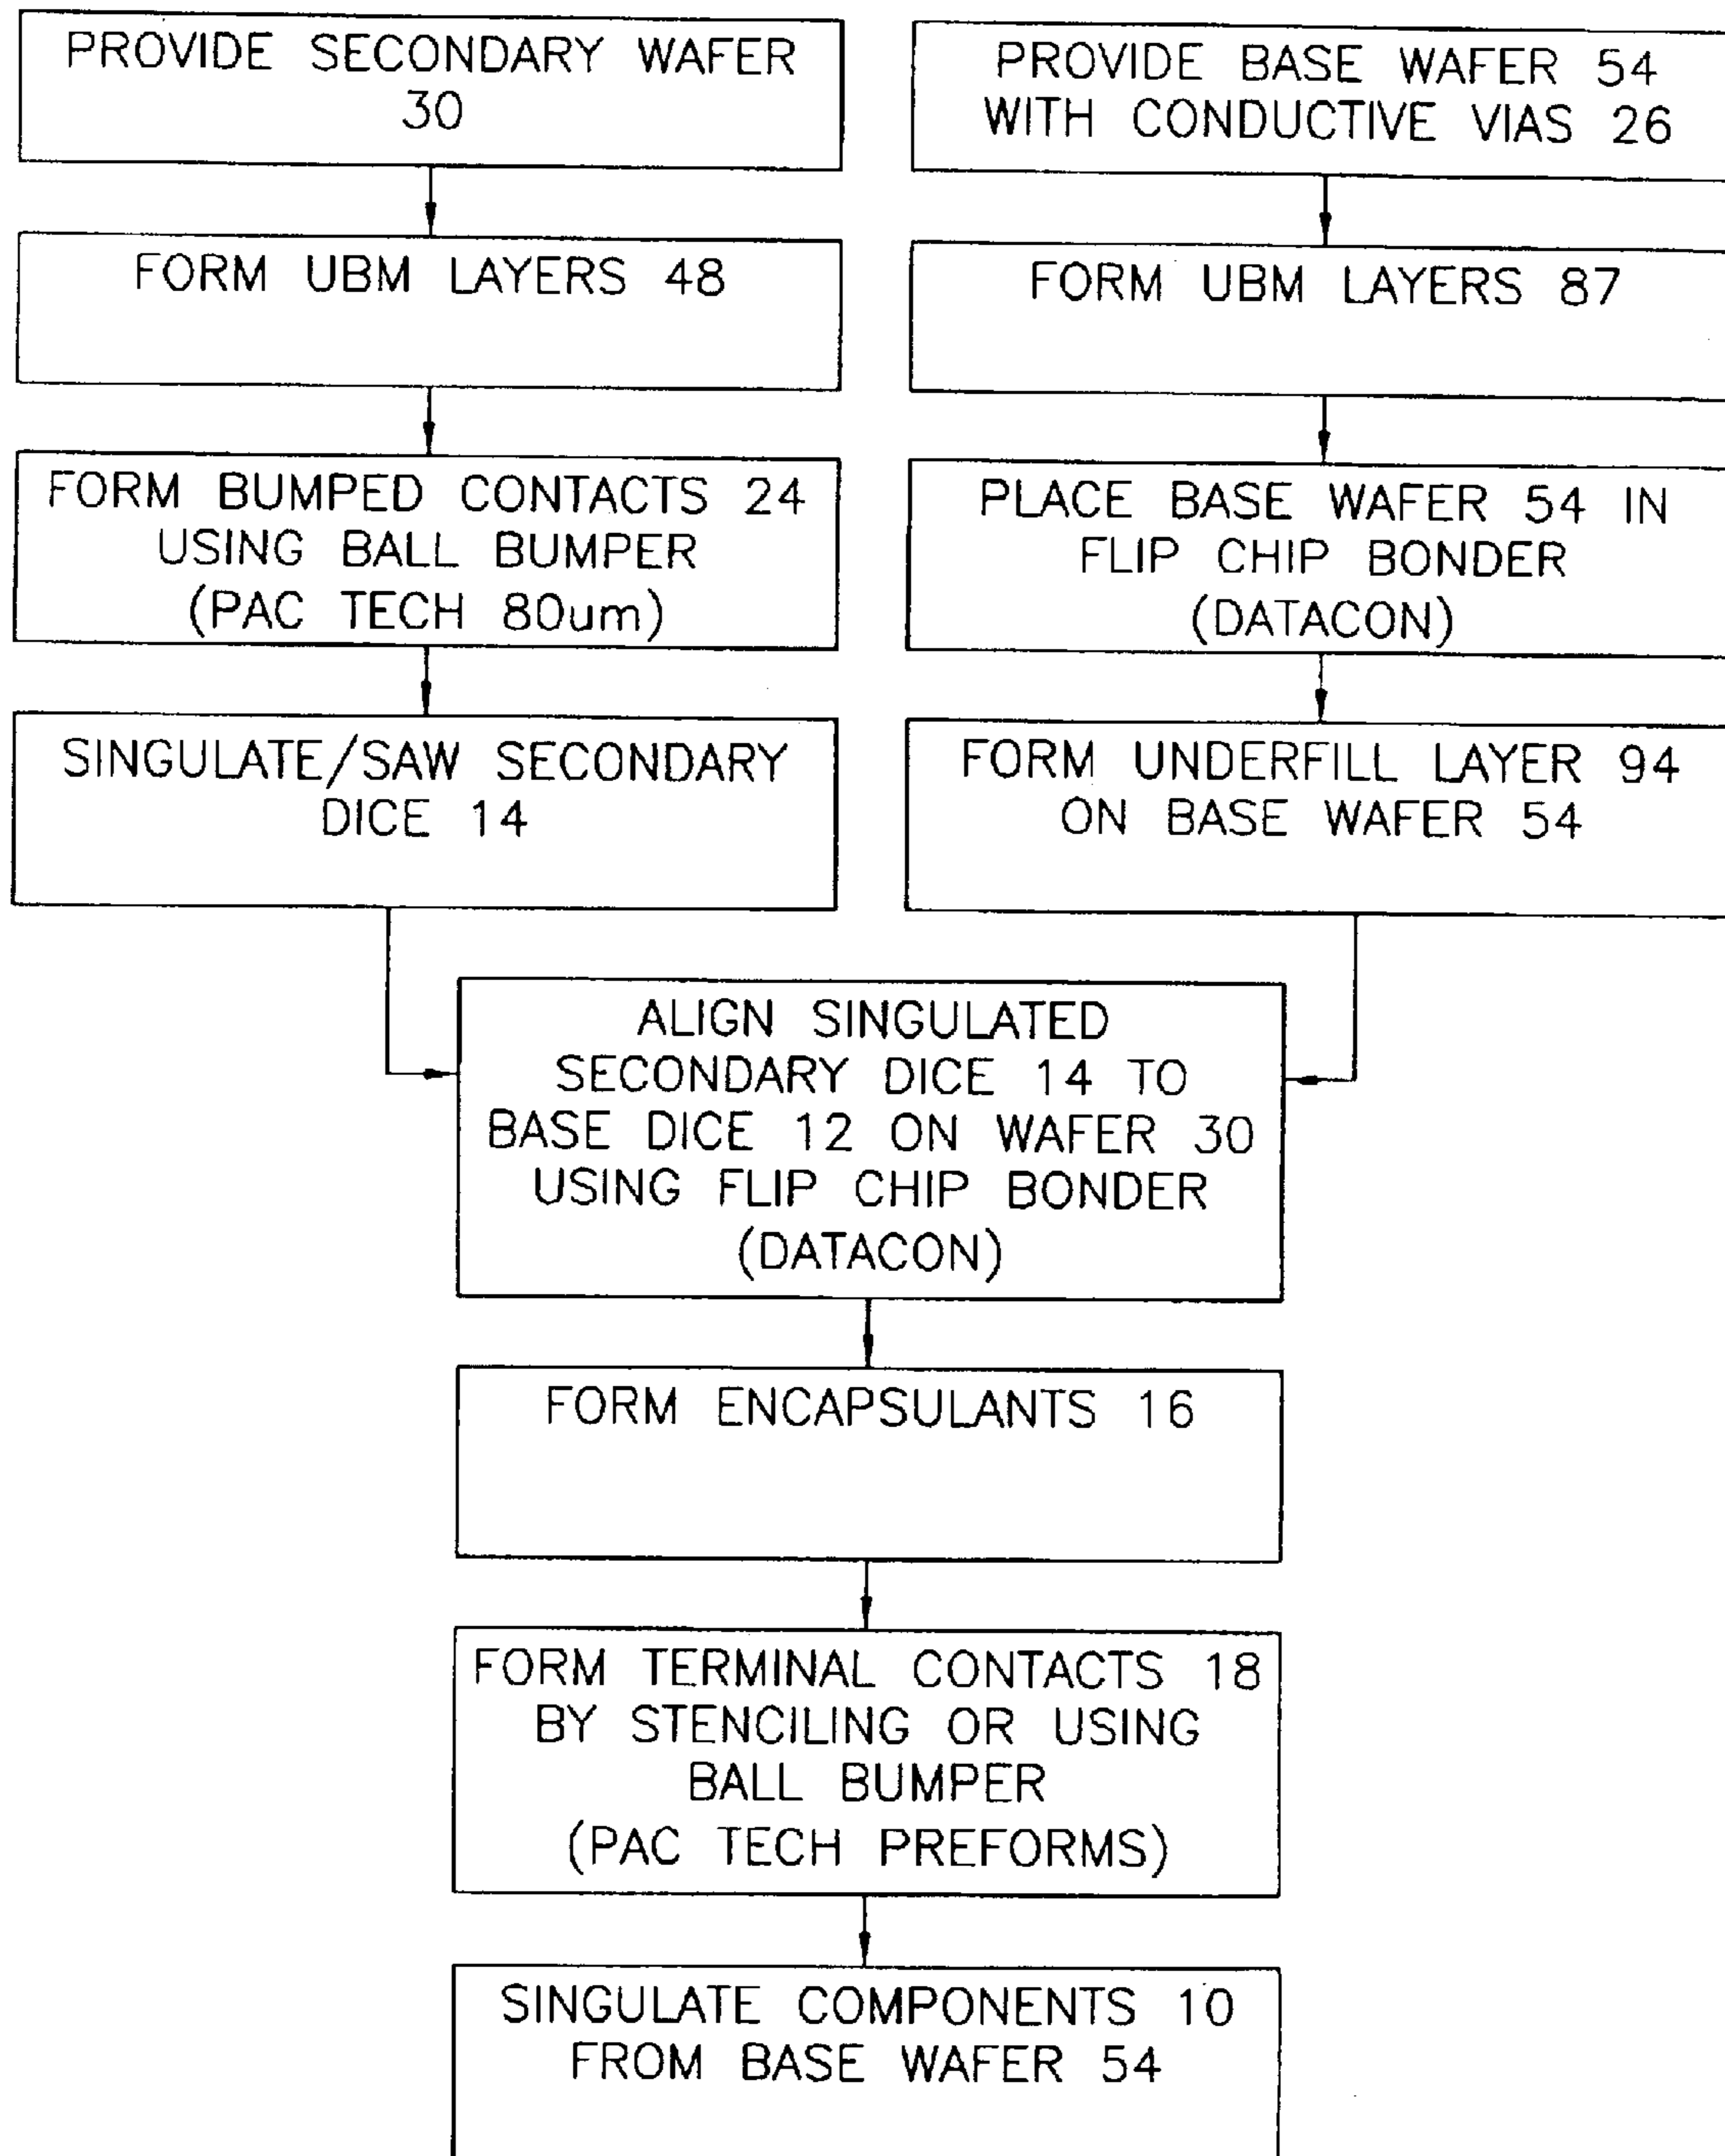 PROVIDE SECONDARY WAFER
30
FORM UBM LAYERS 48
FORM BUMPED CONTACTS 24
USING BALL BUMPER
(PAC TECH 80um)
SINGULATE/SAW SECONDARY
DICE 14
PROVIDE BASE WAFER 54
WITH CONDUCTIVE VIAS 26
FORM UBM LAYERS 87
PLACE BASE WAFER 54 IN
FLIP CHIP BONDER
(DATACON)
FORM UNDERFILL LAYER 94
ON BASE WAFER 54
ALIGN SINGULATED
SECONDARY DICE 14 TO
BASE DICE 12 ON WAFER 30
USING FLIP CHIP BONDER
(DATACON)
FORM ENCAPSULANTS 16
FORM TERMINAL CONTACTS 18
BY STENCILING OR USING
BALL BUMPER
(PAC TECH PREFORMS)
SINGULATE COMPONENTS 10
FROM BASE WAFER 54